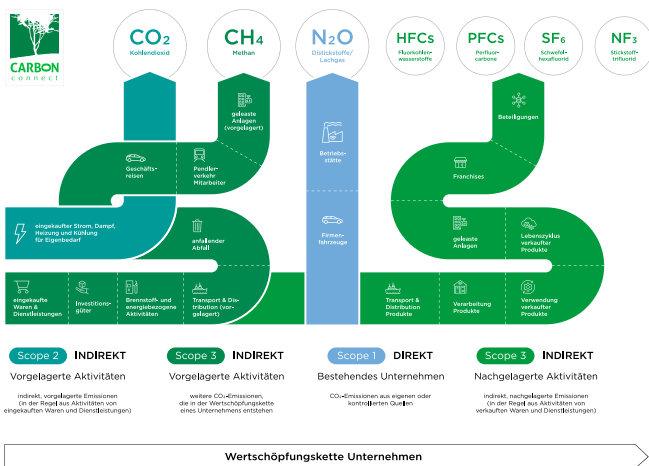 CARBON
connect
CO₂
Kohlendioxid
CH₄
Methan
N₂O
Distickstoffe/
Lachgas
HFCs
Fluorkohlen-
wasserstoffe
PFCs
Perfluor-
carbone
SF₆
Schwefel-
hexafluorid
NF₃
Stickstoff-
trifluorid
geleaste
Anlagen
(vorgelagert)
Beteiligungen
Geschäfts-
reisen
Pendler-
verkehr
Mitarbeiter
Betriebs-
stätte
Franchises
eingekaufter Strom, Dampf,
Heizung und Kühlung
für Eigenbedarf
anfallender
Abfall
Firmen-
fahrzeuge
geleaste
Anlagen
Lebenszyklus
verkaufter
Produkte
eingekaufte
Waren &
Dienstleistungen
Investitions-
güter
Brennstoff- und
energiebezogene
Aktivitäten
Transport & Dis-
tribution (vor-
gelagert)
Transport &
Distribution
Produkte
Verarbeitung
Produkte
Verwendung
verkaufter
Produkte
Scope 2 INDIREKT
Vorgelagerte Aktivitäten
indirekt, vorgelagerte Emissionen
(in der Regel aus Aktivitäten von
eingekauften Waren und Dienstleistungen)
Scope 3 INDIREKT
Vorgelagerte Aktivitäten
weitere CO₂-Emissionen,
die in der Wertschöpfungskette
eines Unternehmens entstehen
Scope 1 DIREKT
Bestehendes Unternehmen
CO₂-Emissionen aus eigenen oder
kontrollierten Quellen
Scope 3 INDIREKT
Nachgelagerte Aktivitäten
indirekt, nachgelagerte Emissionen
(in der Regel aus Aktivitäten von
verkauften Waren und Dienstleistungen)
Wertschöpfungskette Unternehmen